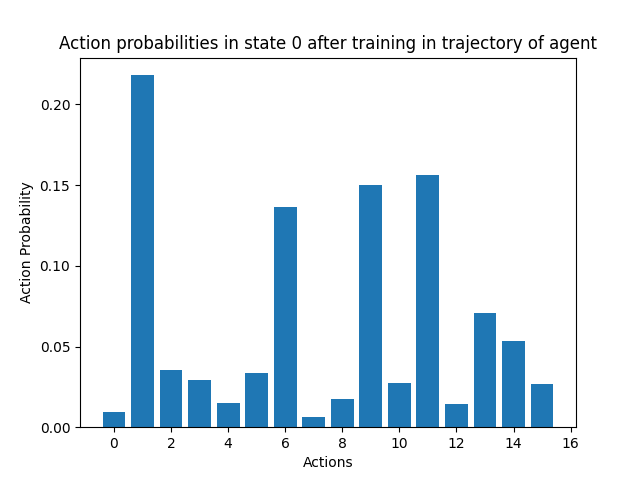 Action probabilities in state 0 after training in trajectory of agent
0.20
0.15
0.10
0.05
0.00
Action Probability
0 2 4 6 8 10 12 14 16
Actions